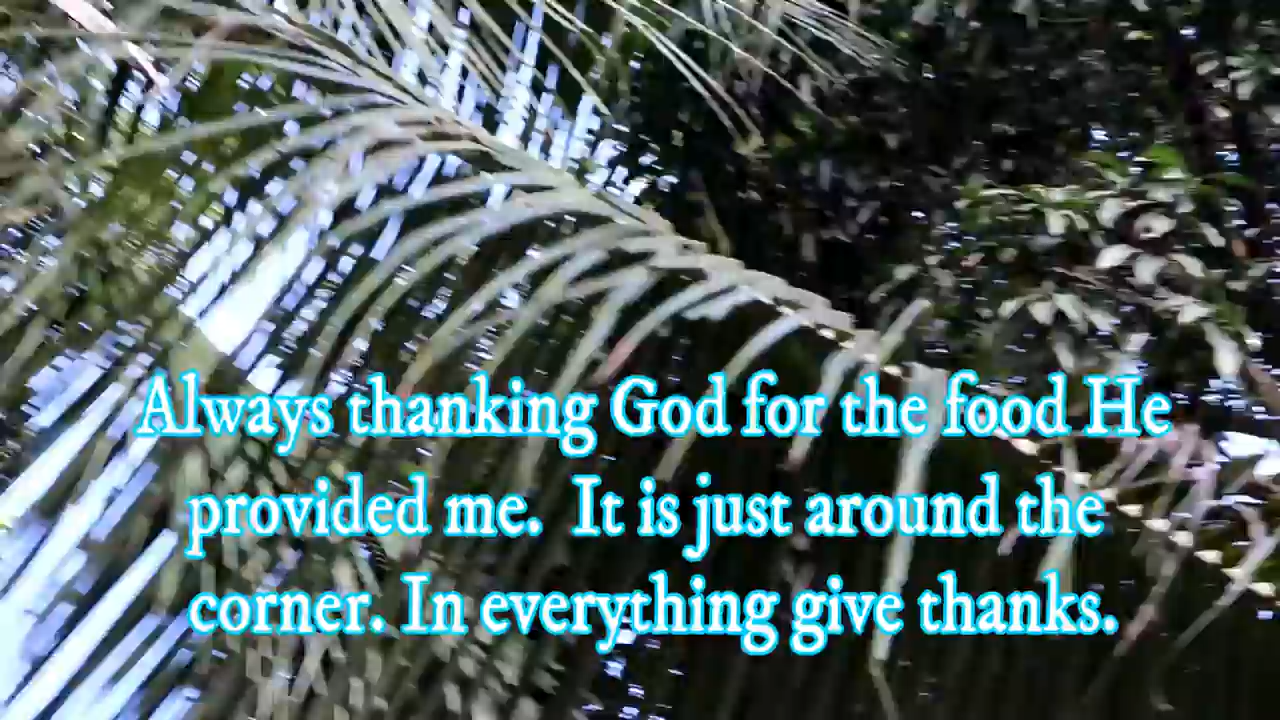 Always thanking God for the food He
provided me.  It is just around the
corner. In everything give thanks.